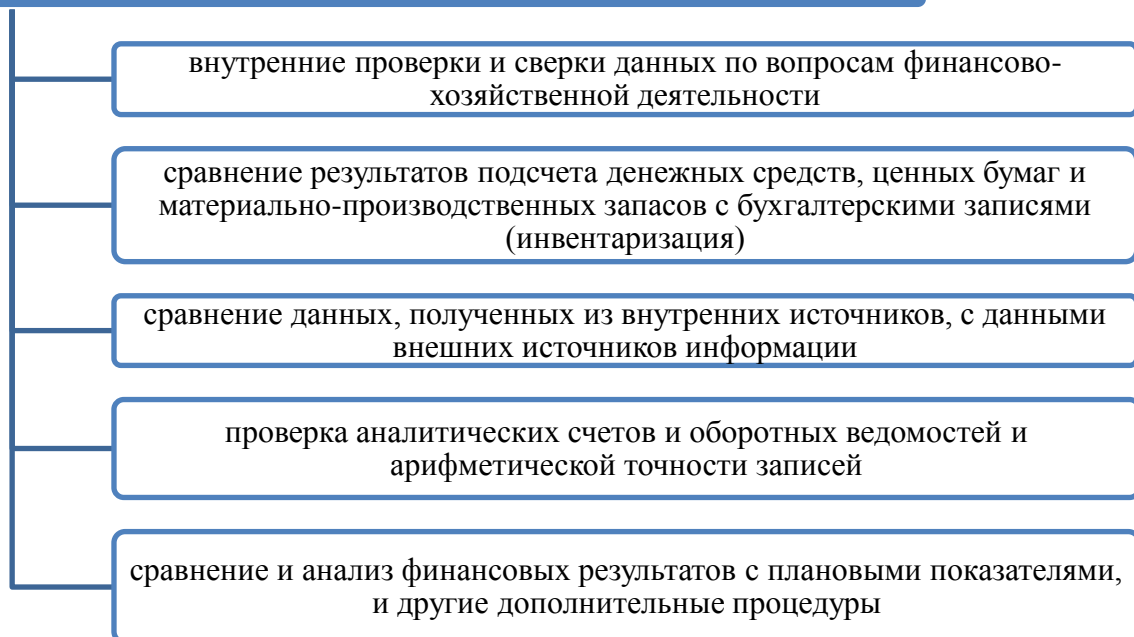 внутренние проверки и сверки данных по вопросам финансово-
хозяйственной деятельности
сравнение результатов подсчета денежных средств, ценных бумаг и
материально-производственных запасов с бухгалтерскими записями
(инвентаризация)
сравнение данных, полученных из внутренних источников, с данными
внешних источников информации
проверка аналитических счетов и оборотных ведомостей и
арифметической точности записей
сравнение и анализ финансовых результатов с плановыми показателями,
и другие дополнительные процедуры